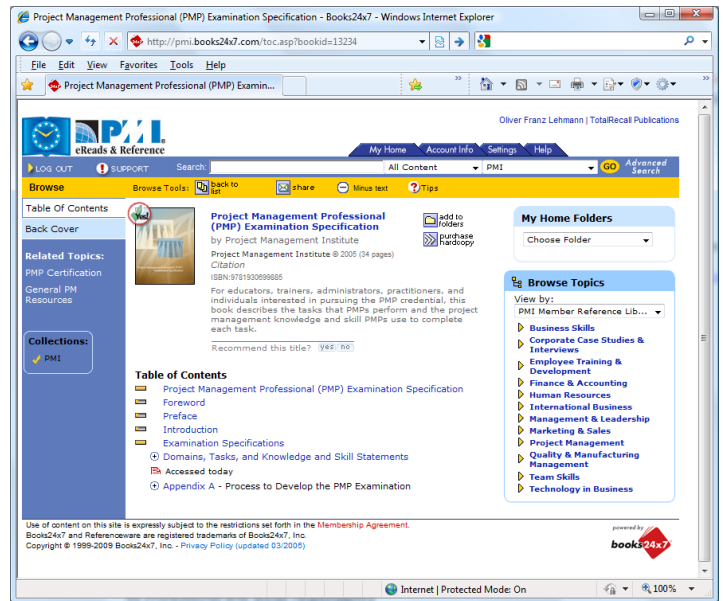 Project Management Professional (PMP) Examination Specification - Books24x7 - Windows Internet Explorer
http://pmi.books24x7.com/toc.asp?bookid=13234
File Edit View Favorites Tools Help
Project Management Professional (PMP) Examin...
Oliver Franz Lehmann | TotalRecall Publications
PMI.
eReads & Reference
My Home Account Info Settings Help
LOG OUT SUPPORT Search: All Content PMI GO Advanced Search
Browse Browse Tools: back to list share Minus text Tips
Table Of Contents
Back Cover
Related Topics:
PMP Certification
General PM
Resources
Collections:
PMI
Yes!
Project Management Professional
(PMP) Examination Specification
by Project Management Institute
Project Management Institute © 2005 (34 pages)
Citation
ISBN:9781930699885
For educators, trainers, administrators, practitioners, and
individuals interested in pursuing the PMP credential, this
book describes the tasks that PMPs perform and the project
management knowledge and skill PMPs use to complete
each task.
Recommend this title? yes no
add to
folders
purchase
hardcopy
Table of Contents
Project Management Professional (PMP) Examination Specification
Foreword
Preface
Introduction
Examination Specifications
Domains, Tasks, and Knowledge and Skill Statements
Accessed today
Appendix A - Process to Develop the PMP Examination
My Home Folders
Choose Folder
Browse Topics
View by:
PMI Member Reference Lib...
Business Skills
Corporate Case Studies &
Interviews
Employee Training &
Development
Finance & Accounting
Human Resources
International Business
Management & Leadership
Marketing & Sales
Project Management
Quality & Manufacturing
Management
Team Skills
Technology in Business
Use of content on this site is expressly subject to the restrictions set forth in the Membership Agreement.
Books24x7 and Referenceware are registered trademarks of Books24x7, Inc.
Copyright © 1999-2009 Books24x7, Inc. - Privacy Policy (updated 03/2005)
powered by
books24x7
Internet | Protected Mode: On 100%